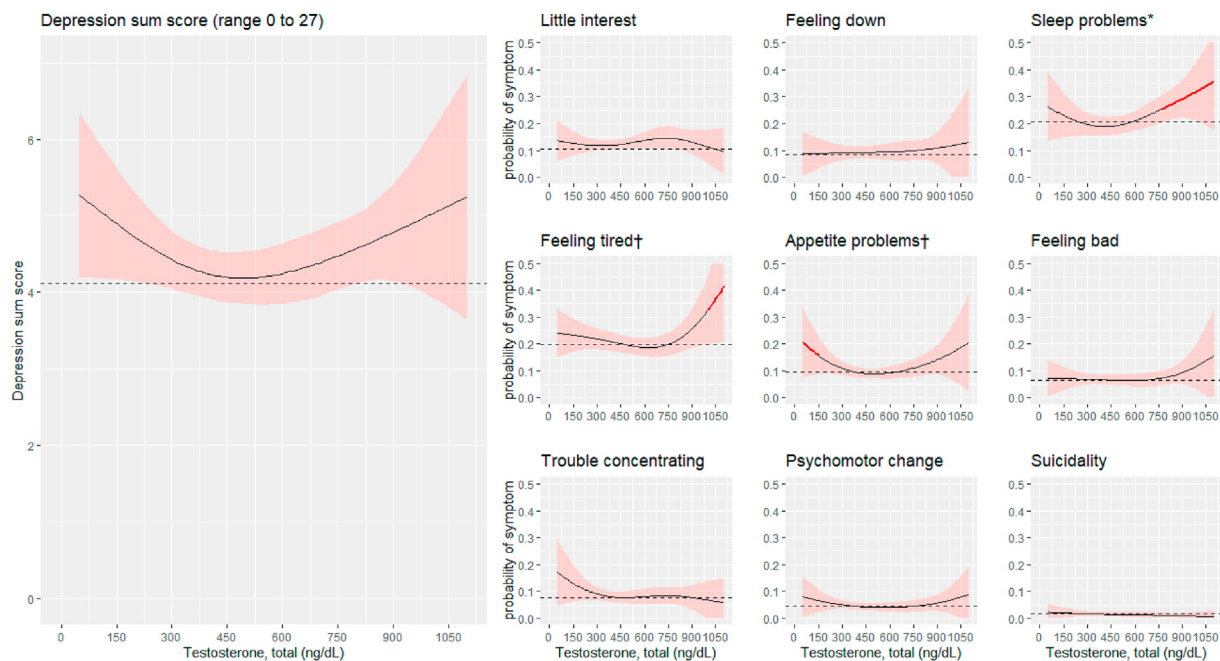 Depression sum score (range 0 to 27)
Depression sum score
6
4
2
0
0 150 300 450 600 750 900 1050
Testosterone, total (ng/dL)
Little interest
probability of symptom
0.5
0.4
0.3
0.2
0.1
0.0
0 150 300 450 600 750 900 1050
Feeling down
0.5
0.4
0.3
0.2
0.1
0.0
0 150 300 450 600 750 900 1050
Sleep problems*
0.5
0.4
0.3
0.2
0.1
0.0
0 150 300 450 600 750 900 1050
Feeling tired†
probability of symptom
0.5
0.4
0.3
0.2
0.1
0.0
0 150 300 450 600 750 900 1050
Appetite problems†
0.5
0.4
0.3
0.2
0.1
0.0
0 150 300 450 600 750 900 1050
Feeling bad
0.5
0.4
0.3
0.2
0.1
0.0
0 150 300 450 600 750 900 1050
Trouble concentrating
probability of symptom
0.5
0.4
0.3
0.2
0.1
0.0
0 150 300 450 600 750 900 1050
Testosterone, total (ng/dL)
Psychomotor change
0.5
0.4
0.3
0.2
0.1
0.0
0 150 300 450 600 750 900 1050
Testosterone, total (ng/dL)
Suicidality
0.5
0.4
0.3
0.2
0.1
0.0
0 150 300 450 600 750 900 1050
Testosterone, total (ng/dL)